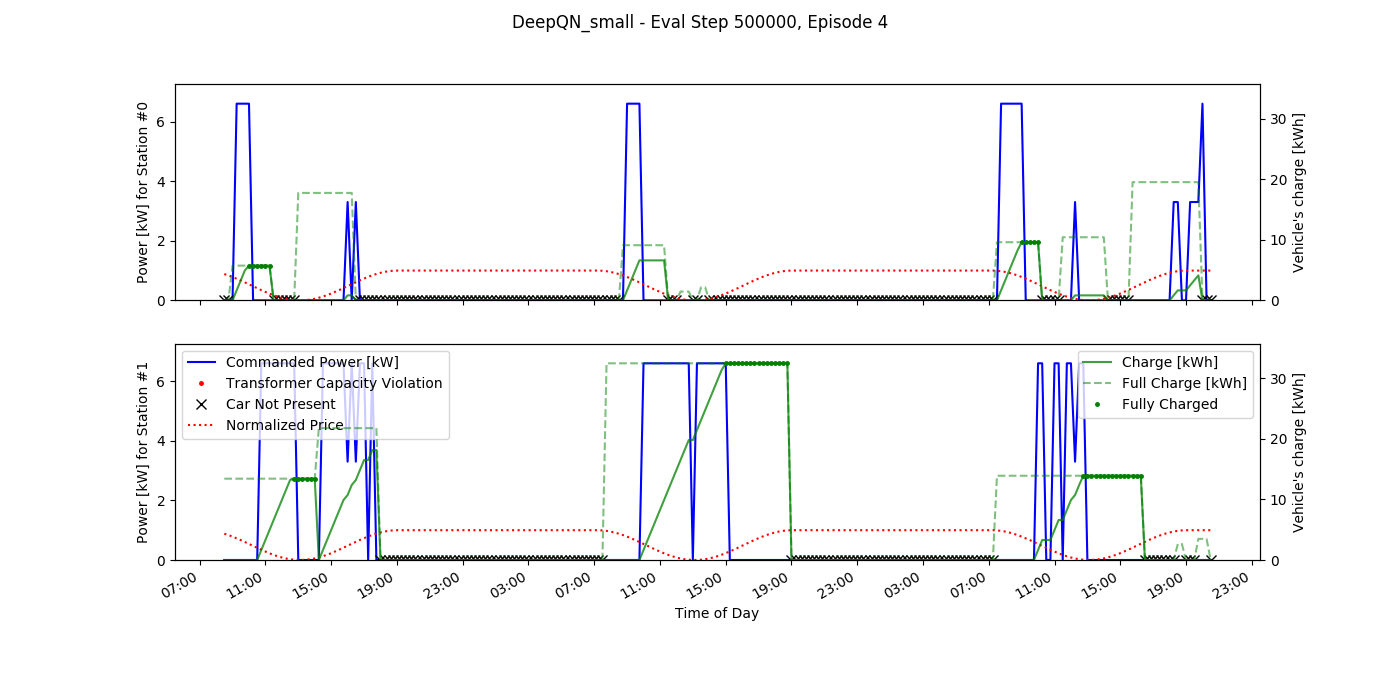 DeepQN_small - Eval Step 500000, Episode 4
Power [kW] for Station #0
6
4
2
0
30
20
10
0
Vehicle's charge [kWh]
Power [kW] for Station #1
6
4
2
0
Commanded Power [kW]
Transformer Capacity Violation
Car Not Present
Normalized Price
Charge [kWh]
Full Charge [kWh]
Fully Charged
30
20
10
0
Vehicle's charge [kWh]
07:00 11:00 15:00 19:00 23:00 03:00 07:00 11:00 15:00 19:00 23:00 03:00 07:00 11:00 15:00 19:00 23:00
Time of Day